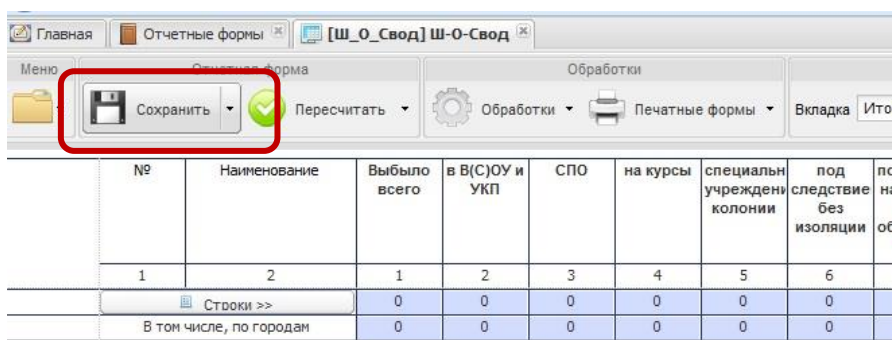 Главная Отчетные формы [Ш_О_Свод] Ш-О-Свод
Меню Отчетная форма Обработки
Сохранить Пересчитать Обработки Печатные формы Вкладка Ито
№ Наименование Выбыло всего в В(С)ОУ и УКП СПО на курсы специальн учреждени колонии под следствие без изоляции
1 2 1 2 3 4 5 6
Строки >> 0 0 0 0 0 0
В том числе, по городам 0 0 0 0 0 0